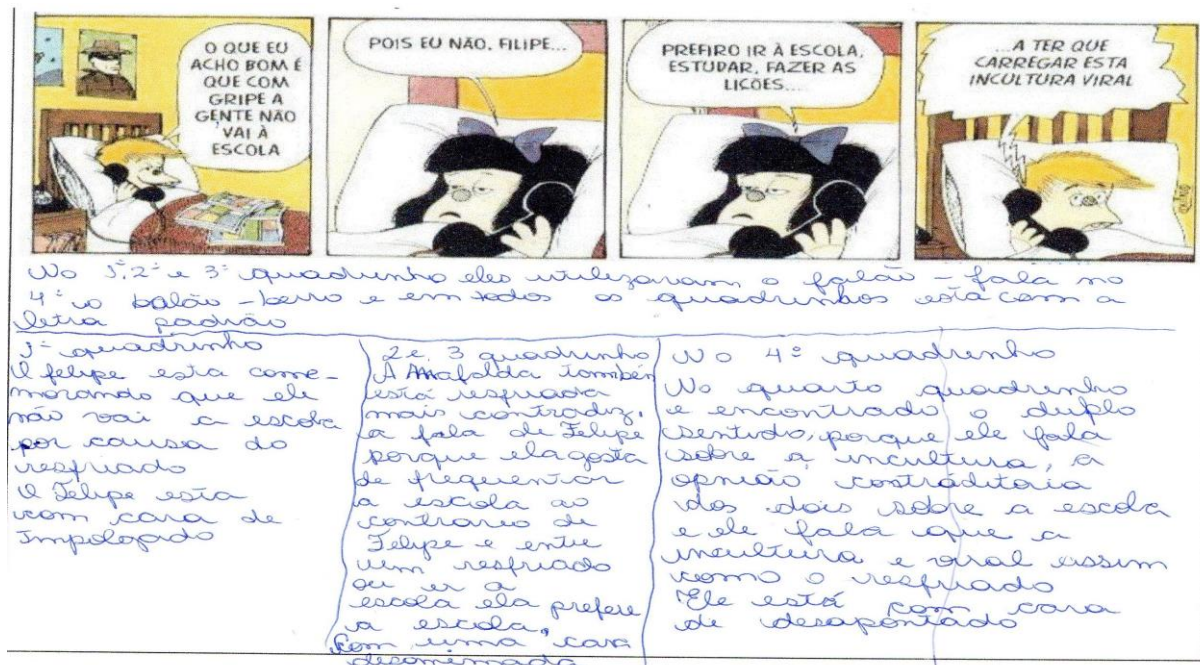 O QUE EU
ACHO BOM É
QUE COM
GRIPE A
GENTE NÃO
VAI À
ESCOLA
POIS EU NÃO, FILIPE...
PREFIRO IR À ESCOLA,
ESTUDAR, FAZER AS
LIÇÕES...
...A TER QUE
CARREGAR ESTA
INCULTURA VIRAL
No 1º, 2º e 3º quadrinho eles utilizaram o falão - fala no
4º o balão - berro e em todos os quadrinhos está com a
letra padrão
1º quadrinho
O felipe esta come-
morando que ele
não vai a escola
por causa do
resfriado
O Felipe esta
com cara de
Impolgado
2 e 3 quadrinho
A Mafalda também
está resfriada
mais contradiz,
a fala de Felipe
porque ela gosta
de frequentar
a escola ao
contrario de
Felipe e entre
um resfriado
ou er a
escola ela prefere
a escola,
com uma cara
desanimada
No 4º quadrinho
No quarto quadrinho
e encontrado o duplo
sentido, porque ele fala
sobre a incultura, a
opnião contráditaia
dos dois sobre a escola
e ele fala que a
incultura e viral assim
como o resfriado
Ele está com cara
de desapontado